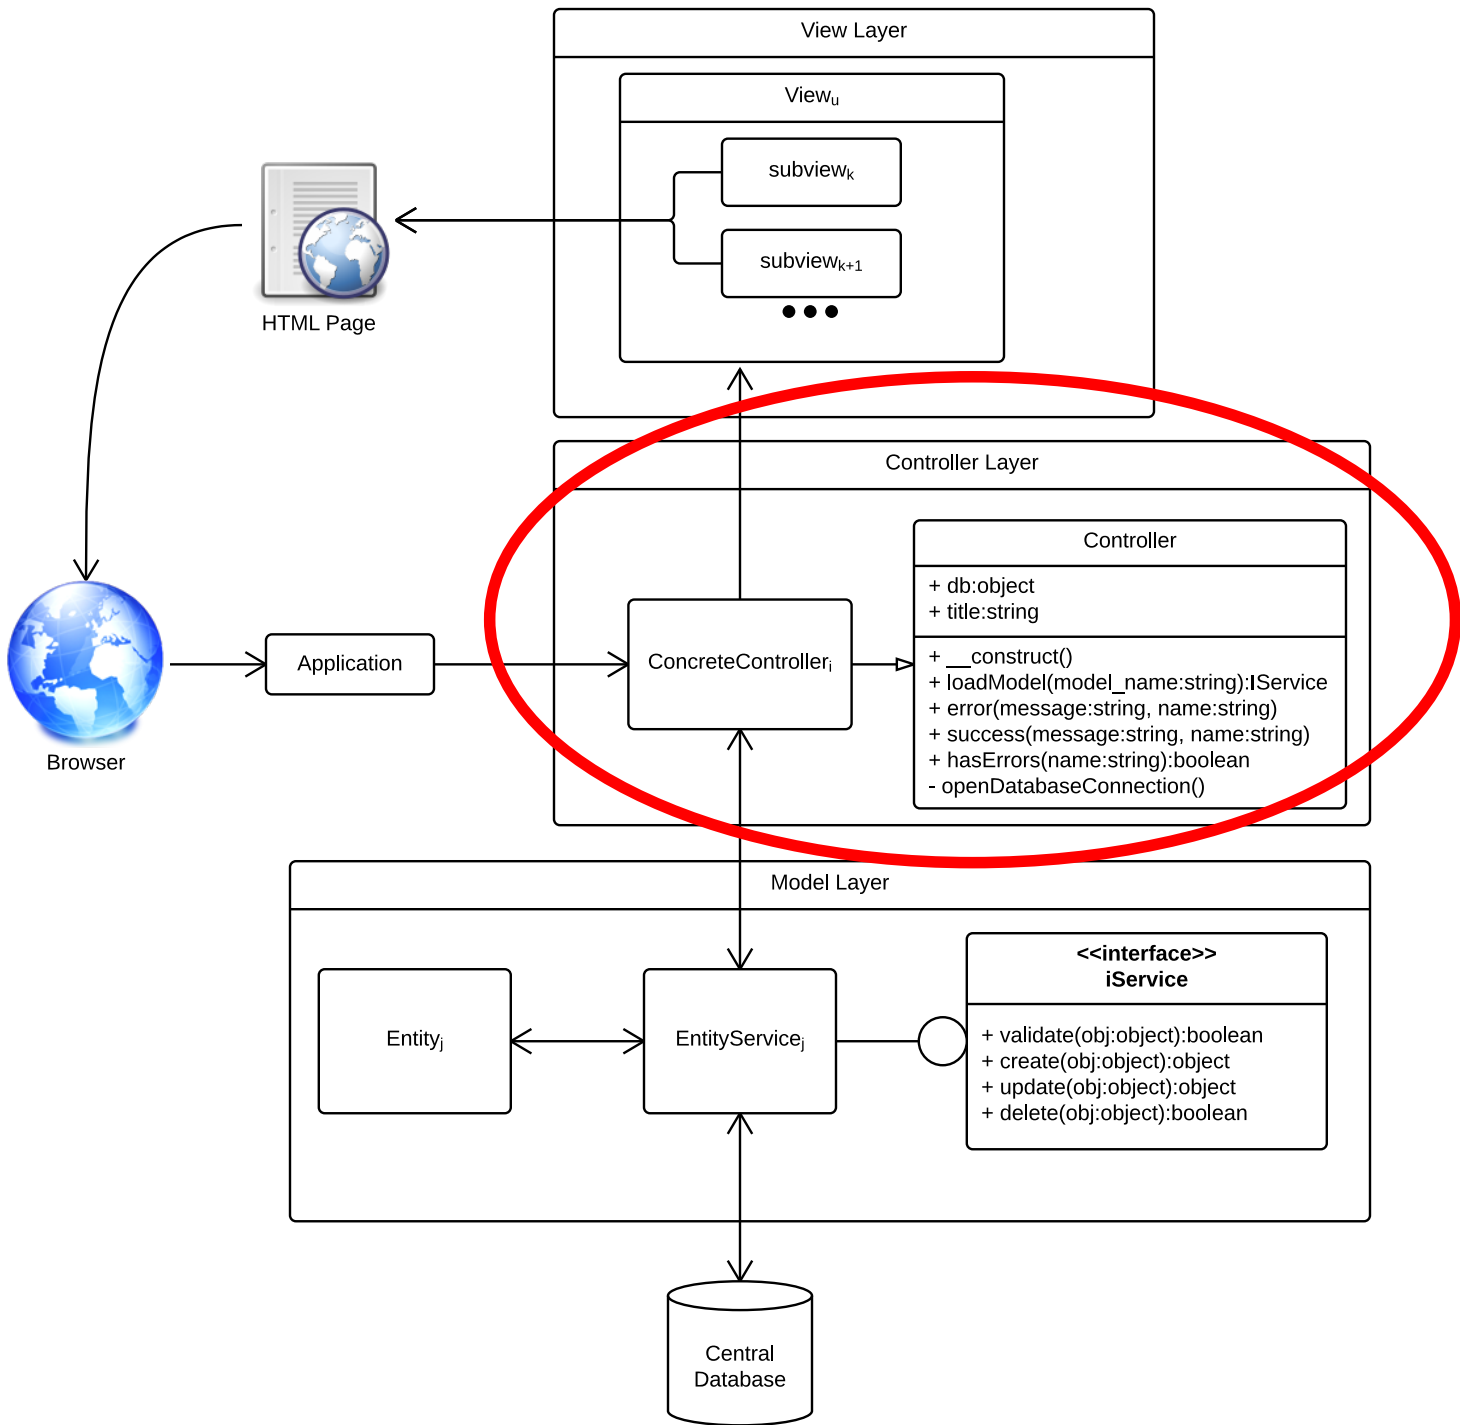 View Layer
Viewu
subviewk
subviewk+1
HTML Page
Controller Layer
Controller
+ db:object
+ title:string
+ __construct()
+ loadModel(model_name:string):IService
+ error(message:string, name:string)
+ success(message:string, name:string)
+ hasErrors(name:string):boolean
- openDatabaseConnection()
ConcreteControlleri
Application
Browser
Model Layer
<<interface>>
iService
+ validate(obj:object):boolean
+ create(obj:object):object
+ update(obj:object):object
+ delete(obj:object):boolean
Entityj
EntityServicej
Central
Database